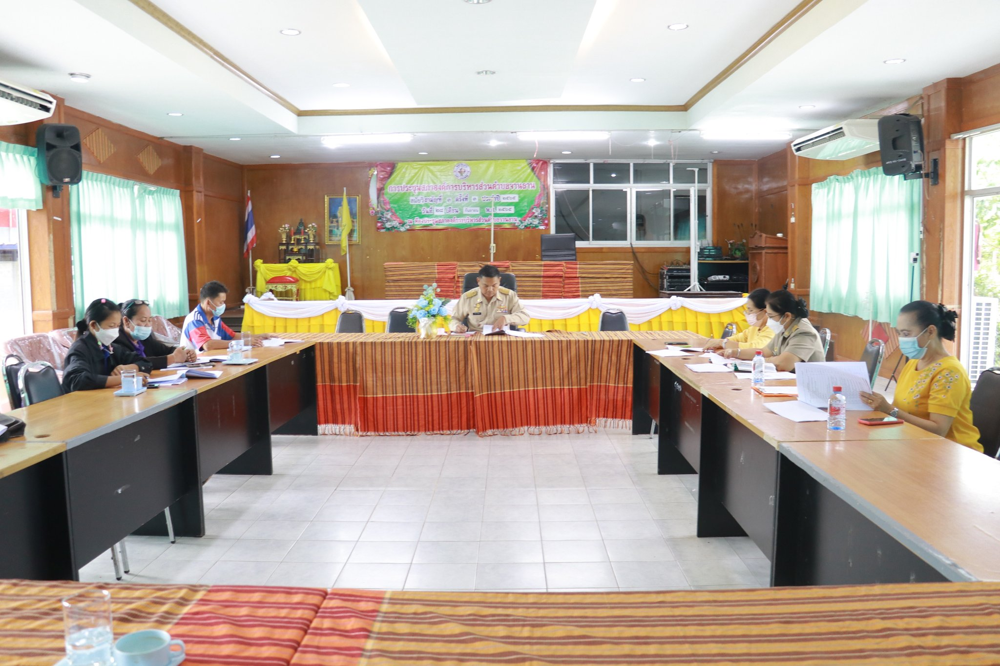 การประชุมสภาองค์การบริหารส่วนตำบลจานลาน
สมัยวิสามัญที่ ๓ ครั้งที่ ๓ ประจำปี ๒๕๖๕
วันที่ ๒๘ เดือน กันยายน พ.ศ. ๒๕๖๕
ณ ห้องประชุมสภาองค์การบริหารส่วนตำบลจานลาน